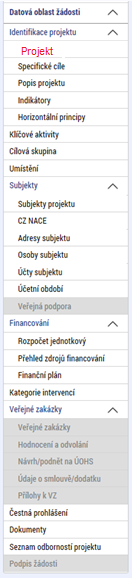 Datová oblast žádosti
Identifikace projektu
Projekt
Specifické cíle
Popis projektu
Indikátory
Horizontální principy
Klíčové aktivity
Cílová skupina
Umístění
Subjekty
Subjekty projektu
CZ NACE
Adresy subjektu
Osoby subjektu
Účty subjektu
Účetní období
Veřejná podpora
Financování
Rozpočet jednotkový
Přehled zdrojů financování
Finanční plán
Kategorie intervencí
Veřejné zakázky
Veřejné zakázky
Hodnocení a odvolání
Návrh/podnět na ÚOHS
Údaje o smlouvě/dodatku
Přílohy k VZ
Čestná prohlášení
Dokumenty
Seznam odborností projektu
Podpis žádosti